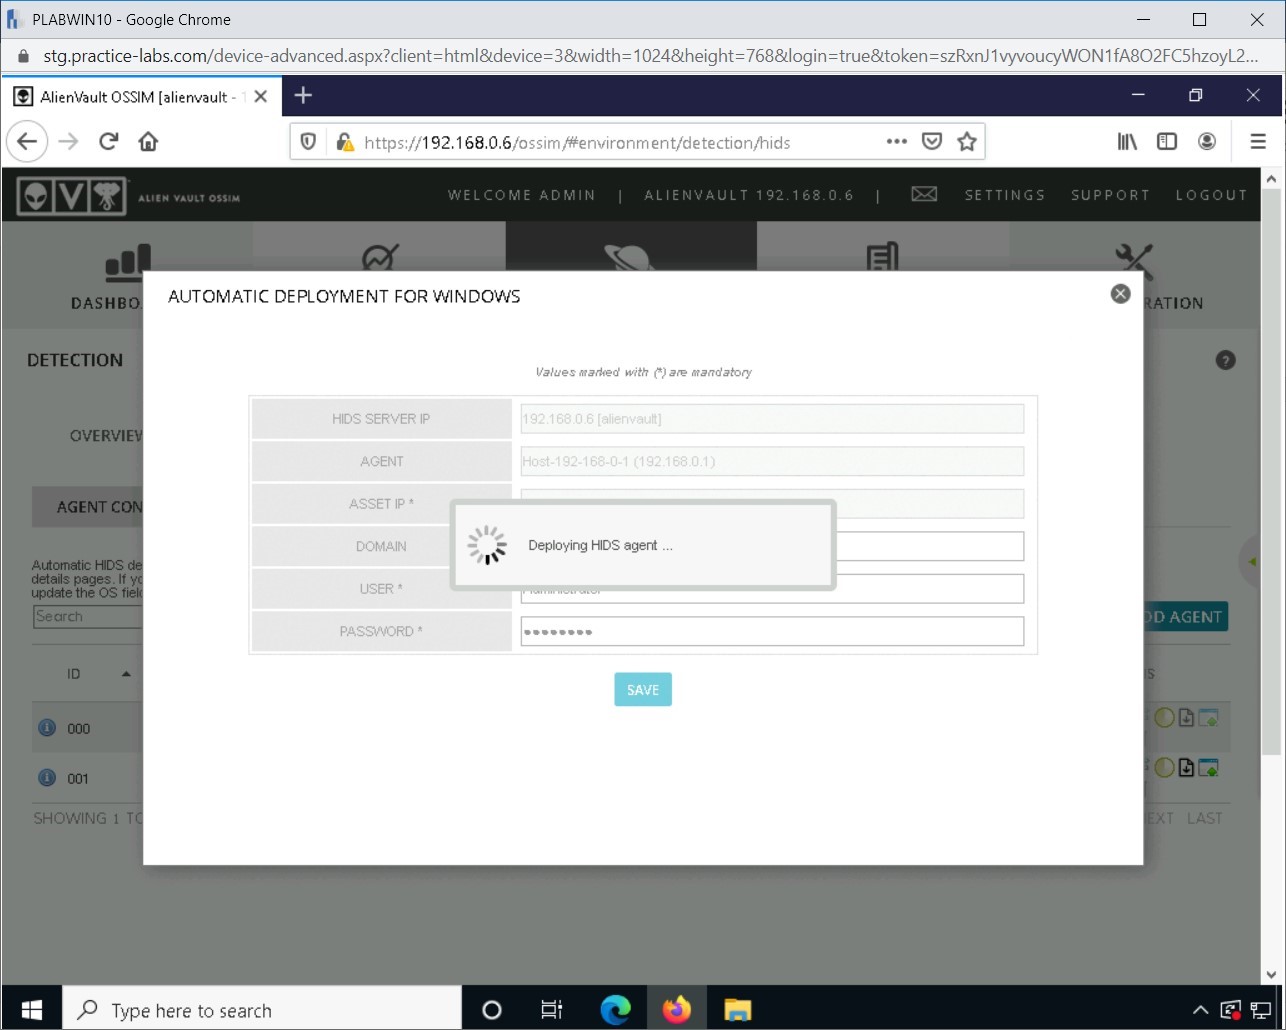 PLABWIN10 - Google Chrome
stg.practice-labs.com/device-advanced.aspx?client=html&device=3&width=1024&height=768&login=true&token=szRxnJ1vyvoucyWON1fA8O2FC5hzoyL2...
AlienVault OSSIM [alienvault - 1
https://192.168.0.6/ossim/#environment/detection/hids
ALIEN VAULT OSSIM
WELCOME ADMIN | ALIENVAULT 192.168.0.6 | SETTINGS SUPPORT LOGOUT
DASHBO
RATION
AUTOMATIC DEPLOYMENT FOR WINDOWS
DETECTION
Values marked with (*) are mandatory
HIDS SERVER IP 192.168.0.6 [alienvault]
OVERVIEW
AGENT Host-192-168-0-1 (192.168.0.1)
AGENT CON
ASSET IP *
DOMAIN
Deploying HIDS agent ...
Automatic HIDS de
details pages. If yo
update the OS field
USER * Administrator
Search
DD AGENT
PASSWORD *
ID
S
SAVE
000
001
SHOWING 1 TO
EXT LAST
Type here to search